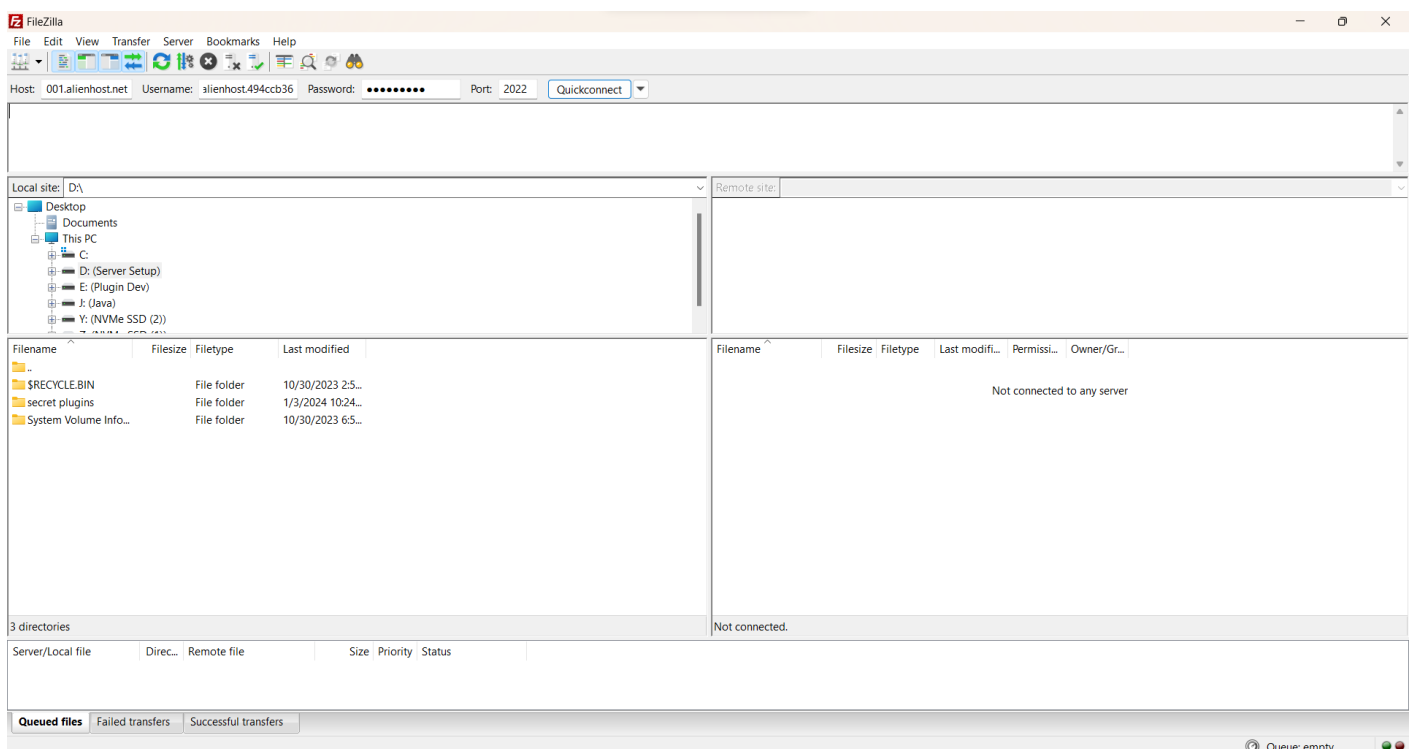 FileZilla
File Edit View Transfer Server Bookmarks Help
Host: 001.alienhost.net Username: alienhost.494ccb36 Password: ●●●●●●●●● Port: 2022 Quickconnect
Local site: D:\
Remote site:
Desktop
Documents
This PC
C:
D: (Server Setup)
E: (Plugin Dev)
J: (Java)
Y: (NVMe SSD (2))
Z: (NVMe SSD (1))
Filename Filesize Filetype Last modified
Filename Filesize Filetype Last modifi... Permissi... Owner/Gr...
..
$RECYCLE.BIN File folder 10/30/2023 2:5...
secret plugins File folder 1/3/2024 10:24...
System Volume Info... File folder 10/30/2023 6:5...
Not connected to any server
3 directories
Not connected.
Server/Local file Direc... Remote file Size Priority Status
Queued files Failed transfers Successful transfers
Queue: empty